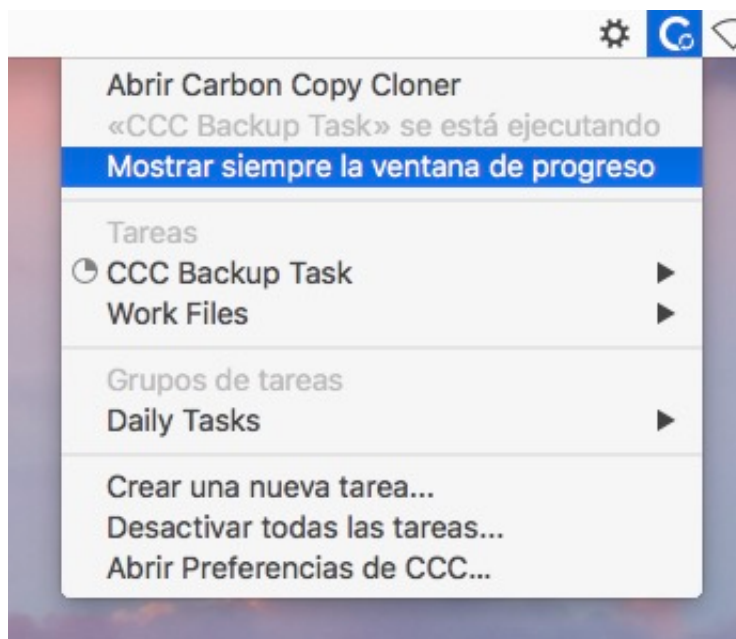 Abrir Carbon Copy Cloner
«CCC Backup Task» se está ejecutando
Mostrar siempre la ventana de progreso
Tareas
CCC Backup Task
Work Files
Grupos de tareas
Daily Tasks
Crear una nueva tarea...
Desactivar todas las tareas...
Abrir Preferencias de CCC...